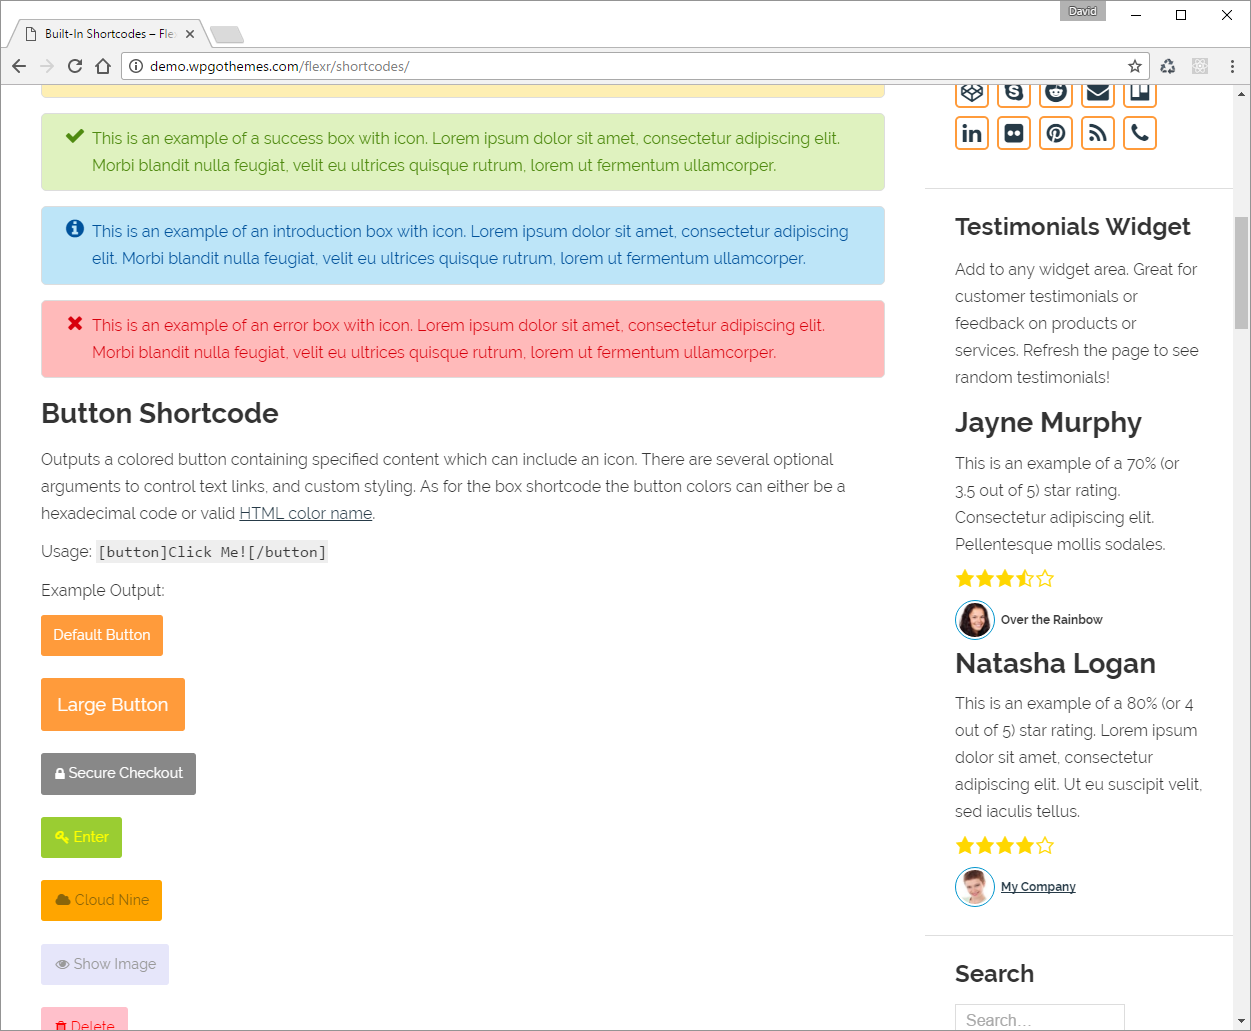 David
Built-In Shortcodes – Fle
demo.wpgothemes.com/flexr/shortcodes/
This is an example of a success box with icon. Lorem ipsum dolor sit amet, consectetur adipiscing elit.
Morbi blandit nulla feugiat, velit eu ultrices quisque rutrum, lorem ut fermentum ullamcorper.
This is an example of an introduction box with icon. Lorem ipsum dolor sit amet, consectetur adipiscing
elit. Morbi blandit nulla feugiat, velit eu ultrices quisque rutrum, lorem ut fermentum ullamcorper.
This is an example of an error box with icon. Lorem ipsum dolor sit amet, consectetur adipiscing elit.
Morbi blandit nulla feugiat, velit eu ultrices quisque rutrum, lorem ut fermentum ullamcorper.
Button Shortcode
Outputs a colored button containing specified content which can include an icon. There are several optional
arguments to control text links, and custom styling. As for the box shortcode the button colors can either be a
hexadecimal code or valid HTML color name.
Usage: [button]Click Me![/button]
Example Output:
Default Button
Large Button
Secure Checkout
Enter
Cloud Nine
Show Image
Delete
in
Testimonials Widget
Add to any widget area. Great for
customer testimonials or
feedback on products or
services. Refresh the page to see
random testimonials!
Jayne Murphy
This is an example of a 70% (or
3.5 out of 5) star rating.
Consectetur adipiscing elit.
Pellentesque mollis sodales.
Over the Rainbow
Natasha Logan
This is an example of a 80% (or 4
out of 5) star rating. Lorem ipsum
dolor sit amet, consectetur
adipiscing elit. Ut eu suscipit velit,
sed iaculis tellus.
My Company
Search
Search...